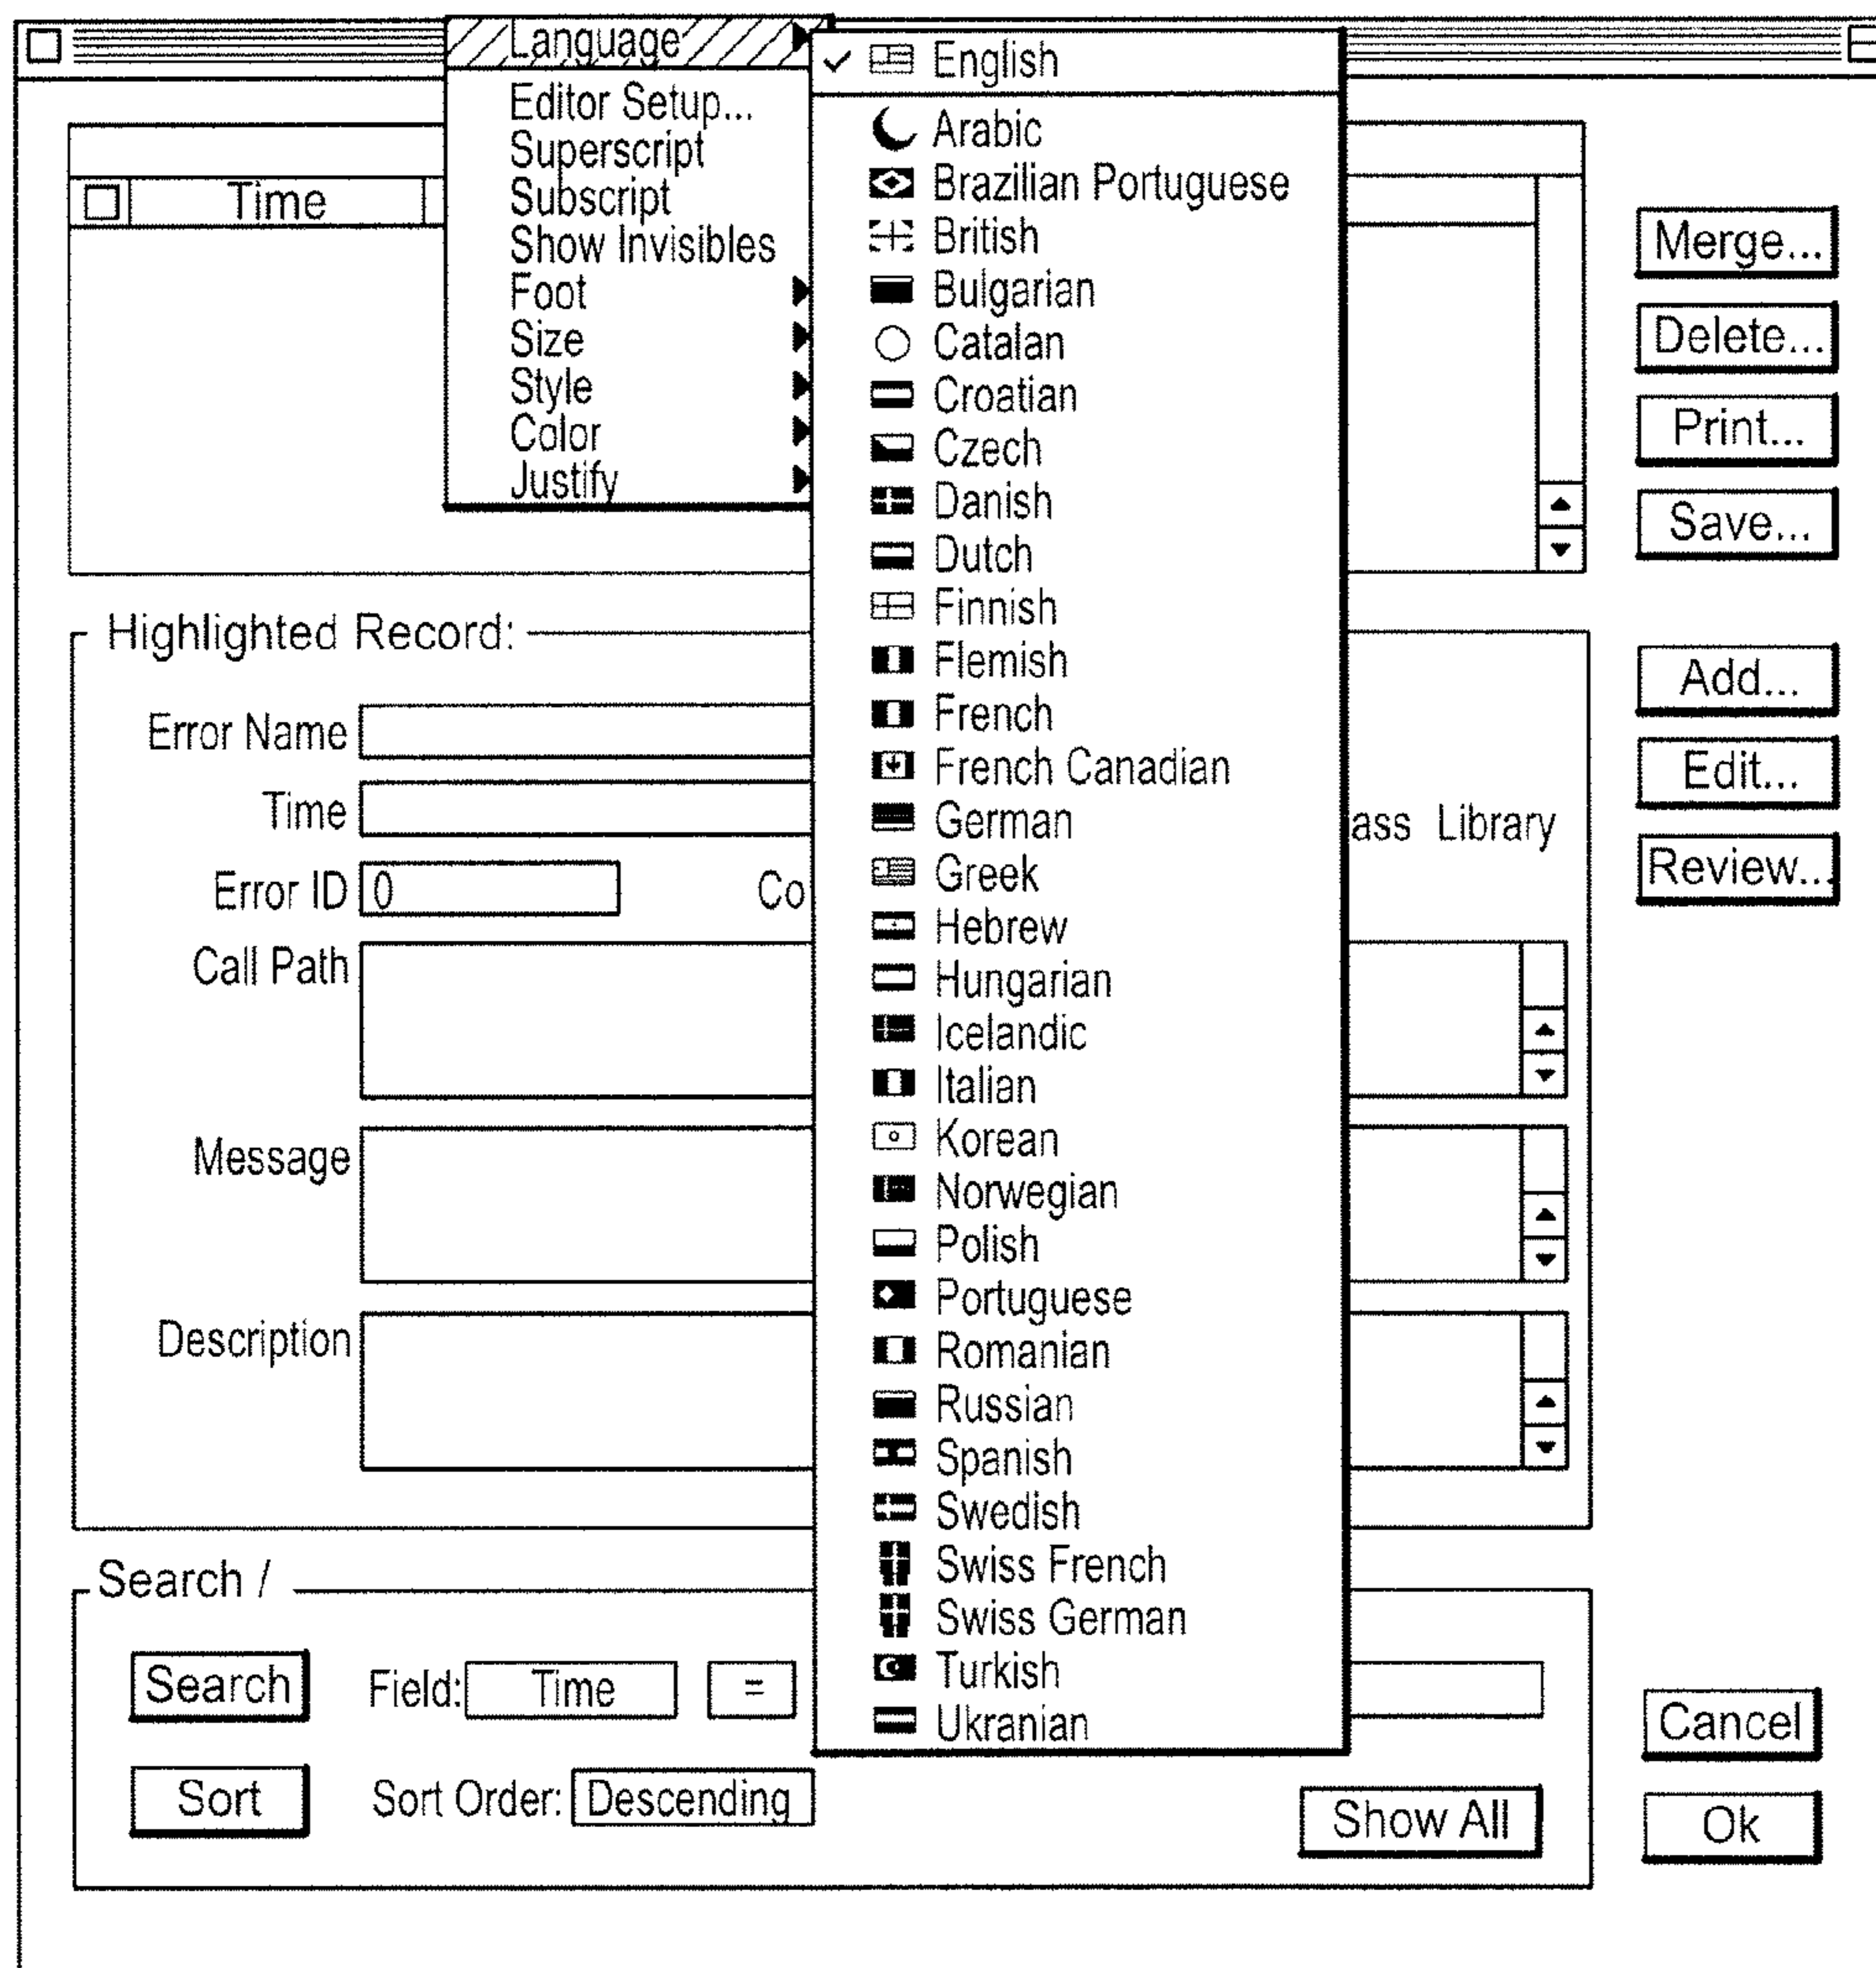 Language
Editor Setup...
Superscript
Subscript
Show Invisibles
Foot
Size
Style
Color
Justify
English
Arabic
Brazilian Portuguese
British
Bulgarian
Catalan
Croatian
Czech
Danish
Dutch
Finnish
Flemish
French
French Canadian
German
Greek
Hebrew
Hungarian
Icelandic
Italian
Korean
Norwegian
Polish
Portuguese
Romanian
Russian
Spanish
Swedish
Swiss French
Swiss German
Turkish
Ukranian
Time
Merge...
Delete...
Print...
Save...
Add...
Edit...
Review...
Highlighted Record:
Error Name
Time
ass Library
Error ID 0 Co
Call Path
Message
Description
Search /
Search Field: Time =
Sort Sort Order: Descending
Show All
Cancel
Ok